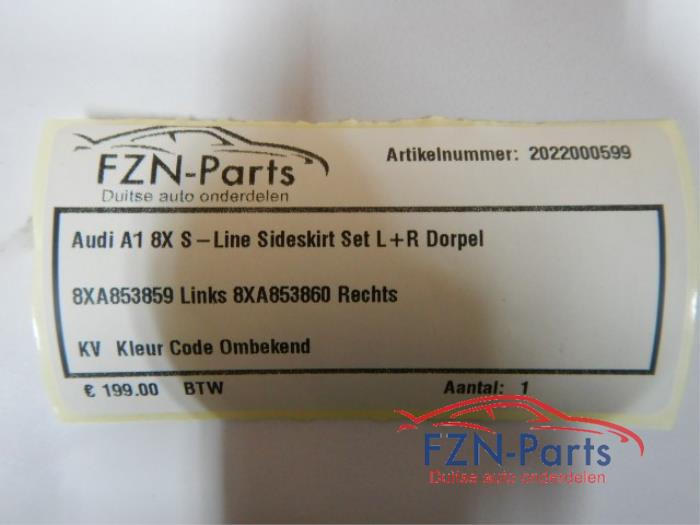 FZN-Parts
Duitse auto onderdelen
Artikelnummer: 2022000599
Audi A1 8X S-Line Sideskirt Set L+R Dorpel
8XA853859 Links 8XA853860 Rechts
KV Kleur Code Ombekend
€ 199.00 BTW Aantal: 1
FZN-Parts
Duitse auto onderdelen